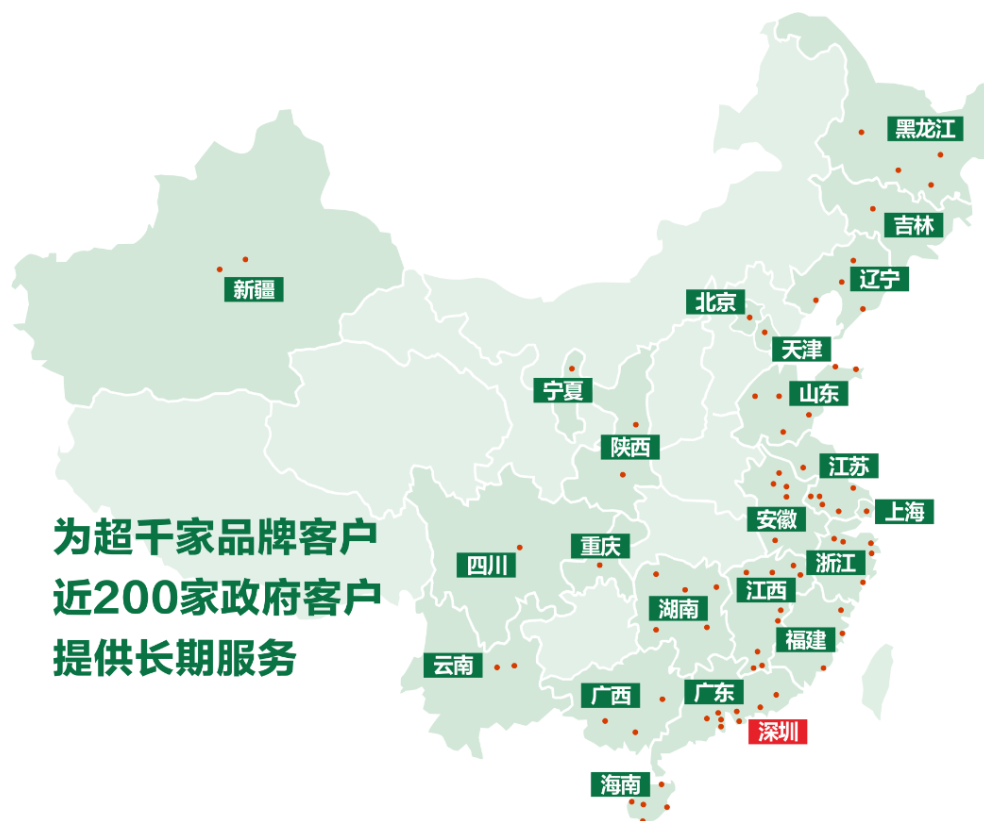 黑龙江
吉林
辽宁
新疆
北京
天津
宁夏
山东
陕西
江苏
上海
安徽
为超千家品牌客户
近200家政府客户
提供长期服务
重庆
四川
浙江
江西
湖南
福建
云南
广西
广东
深圳
海南